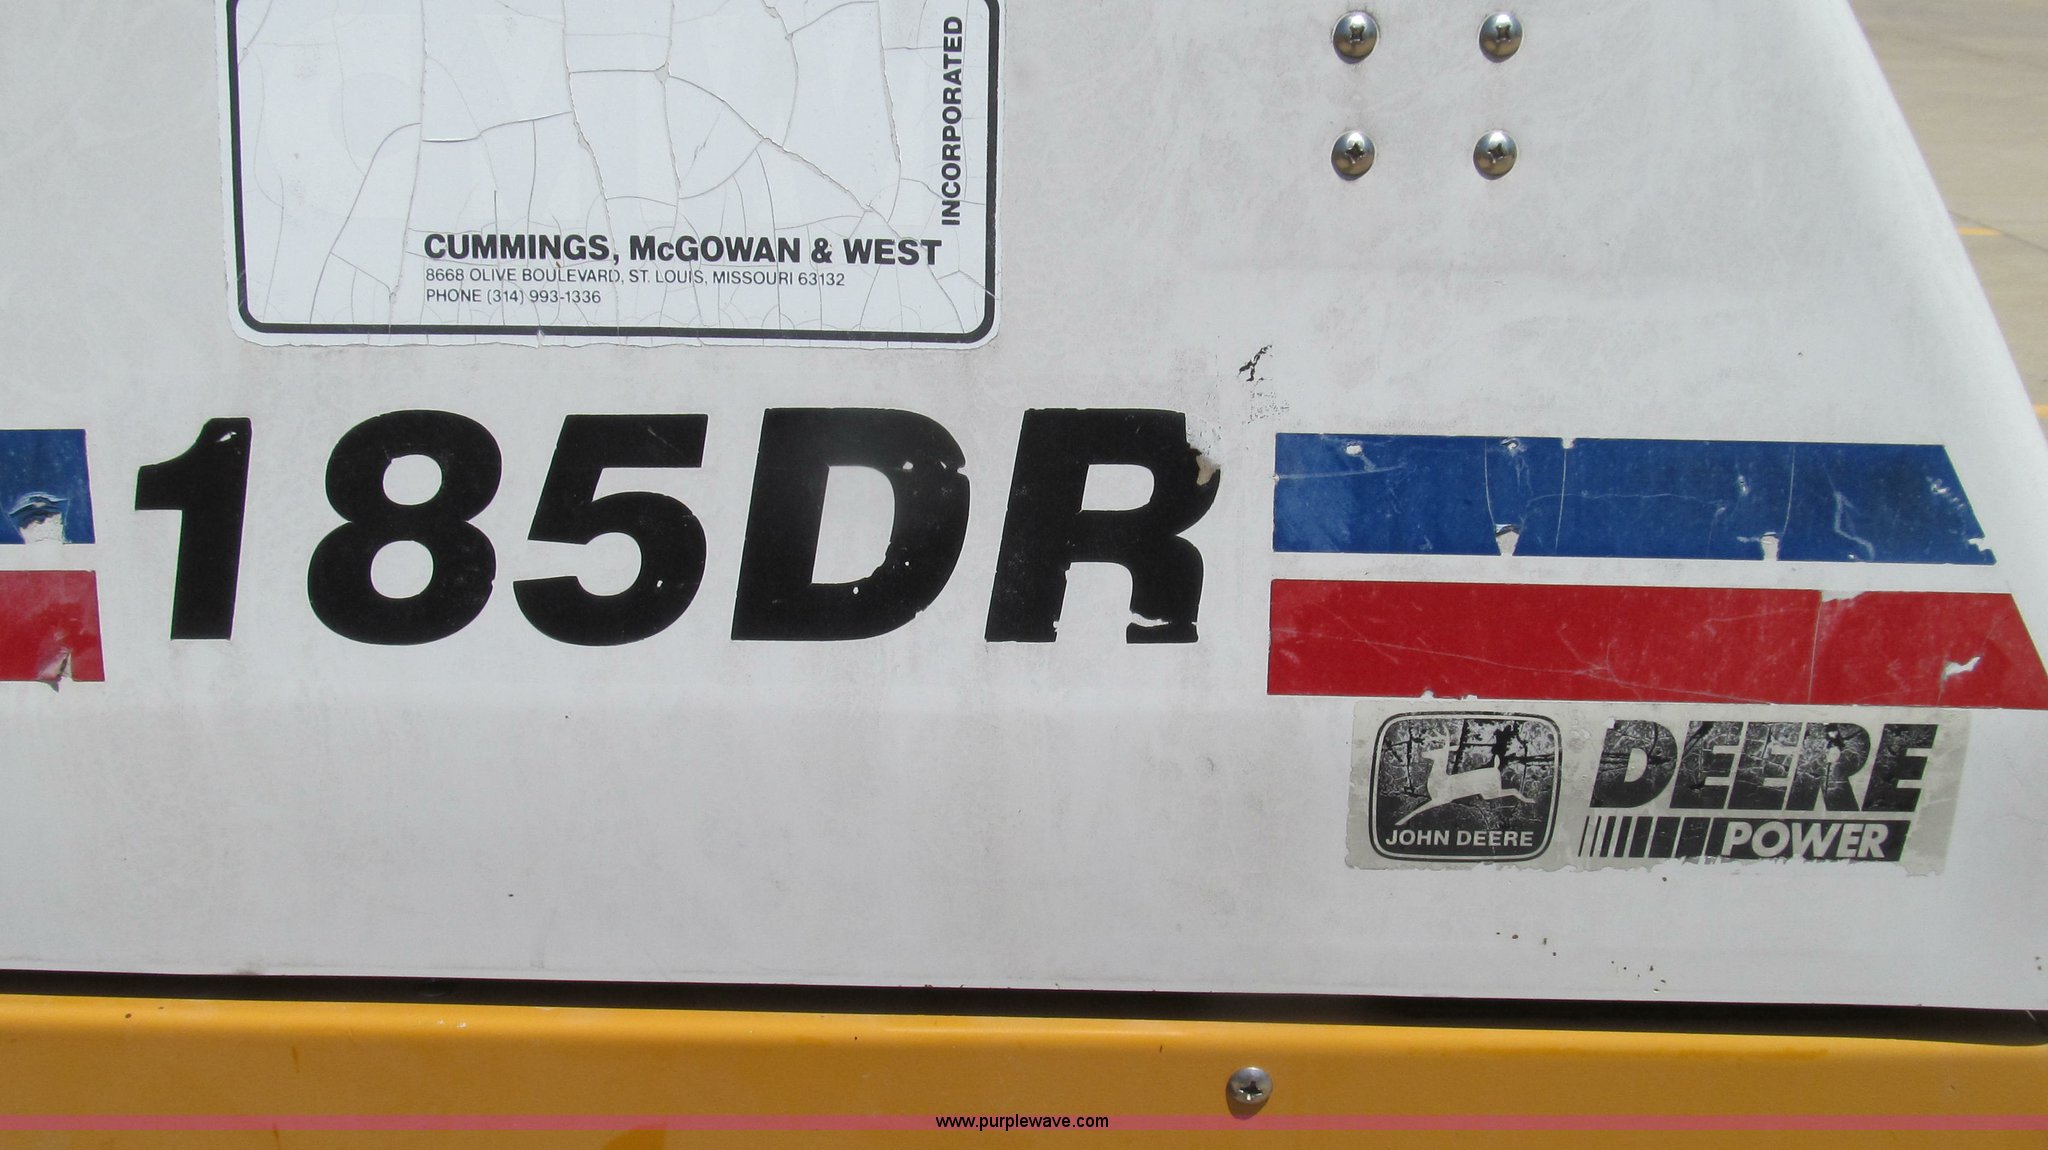 INCORPORATED
CUMMINGS, McGOWAN & WEST
8668 OLIVE BOULEVARD, ST. LOUIS, MISSOURI 63132
PHONE (314) 993-1336
185DR
JOHN DEERE
DEERE
POWER
www.purplewave.com